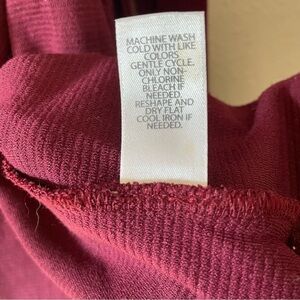 MACHINE WASH
COLD WITH LIKE
COLORS
GENTLE CYCLE.
ONLY NON-
CHLORINE
BLEACH IF
NEEDED.
RESHAPE AND
DRY FLAT
COOL IRON IF
NEEDED.